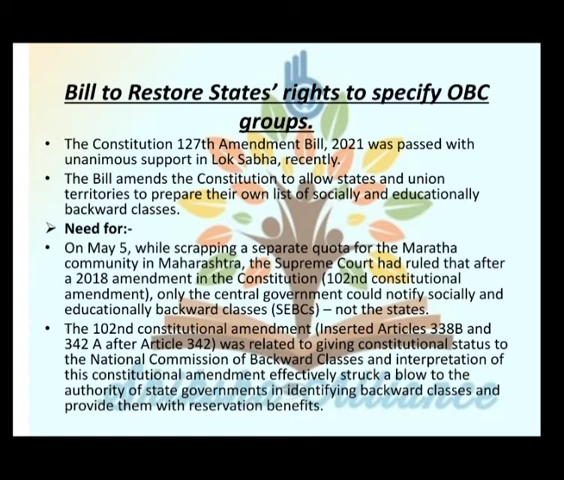 Bill to Restore States' rights to specify OBC
groups.
• The Constitution 127th Amendment Bill, 2021 was passed with
unanimous support in Lok Sabha, recently.
• The Bill amends the Constitution to allow states and union
territories to prepare their own list of socially and educationally
backward classes.
➢ Need for:-
• On May 5, while scrapping a separate quota for the Maratha
community in Maharashtra, the Supreme Court had ruled that after
a 2018 amendment in the Constitution (102nd constitutional
amendment), only the central government could notify socially and
educationally backward classes (SEBCs) – not the states.
• The 102nd constitutional amendment (Inserted Articles 338B and
342 A after Article 342) was related to giving constitutional status to
the National Commission of Backward Classes and interpretation of
this constitutional amendment effectively struck a blow to the
authority of state governments in identifying backward classes and
provide them with reservation benefits.